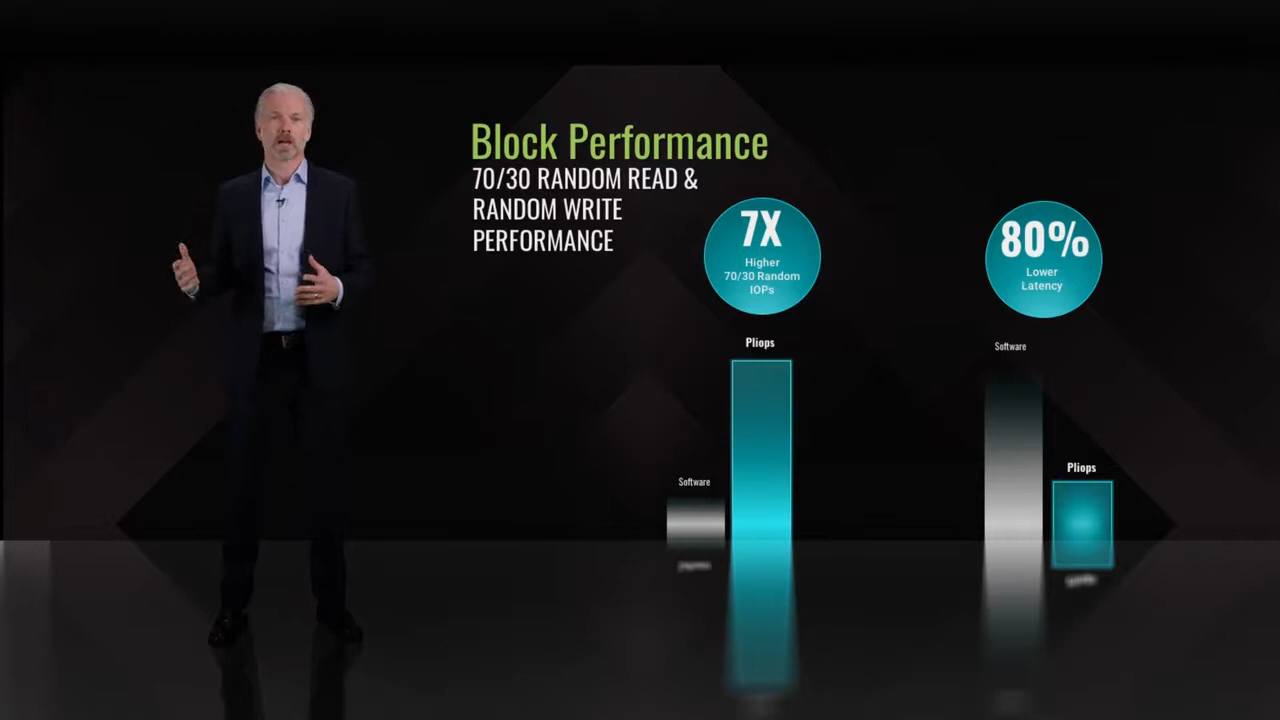 Block Performance
70/30 RANDOM READ &
RANDOM WRITE
PERFORMANCE
7X
Higher
70/30 Random
IOPs
80%
Lower
Latency
Pliops
Software
Software
Pliops